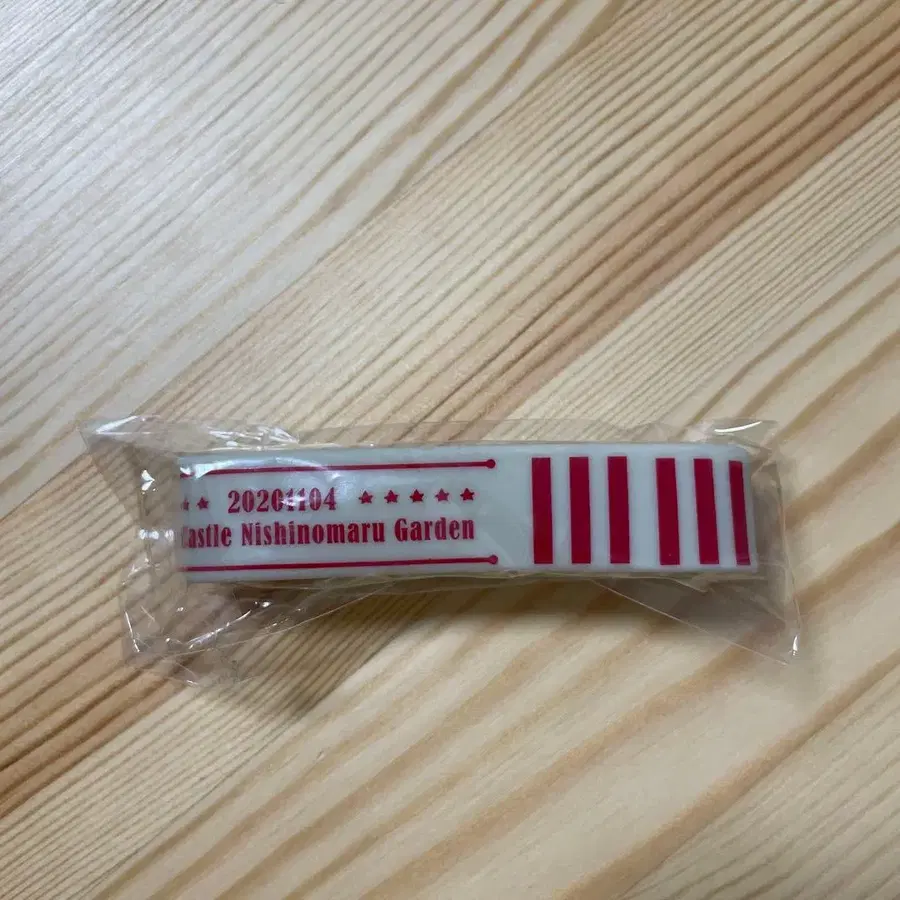 ★ ★ 20201104 ★ ★ ★ ★ ★
Castle Nishinomaru Garden